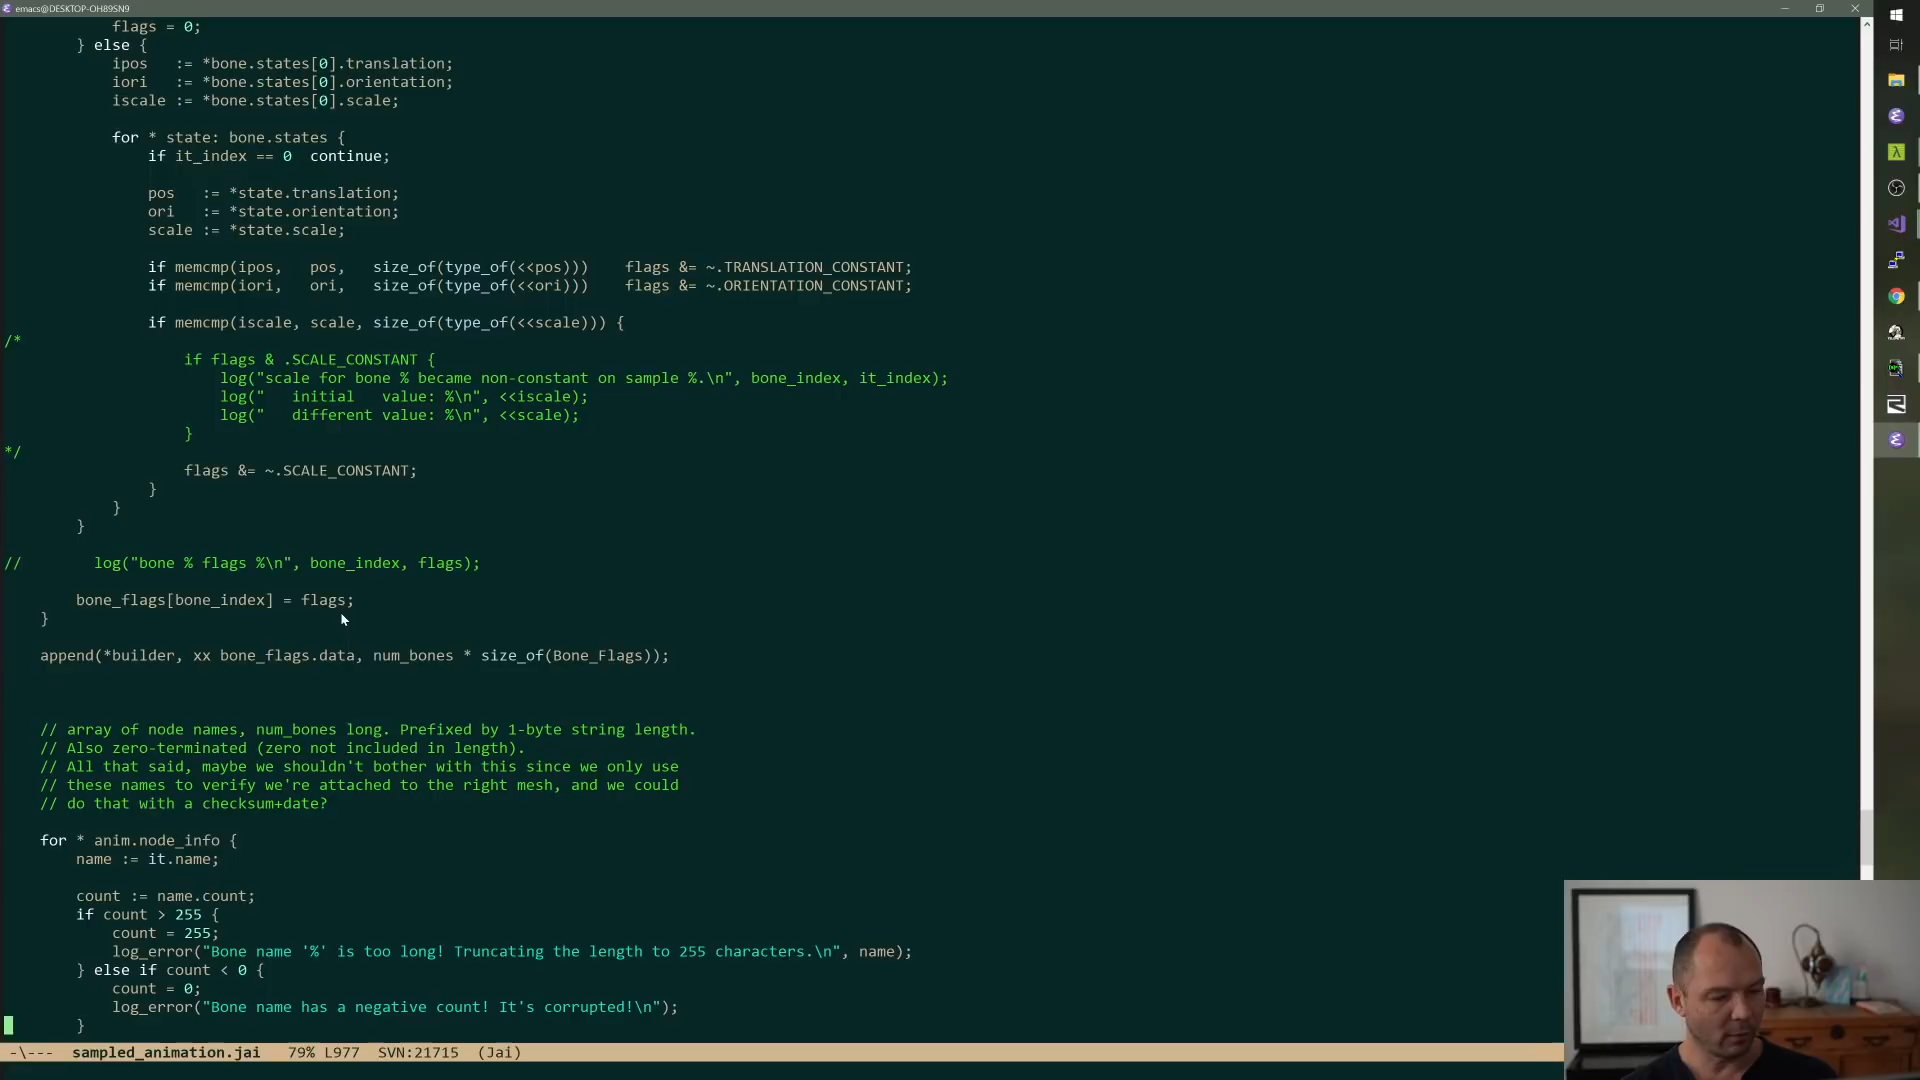 emacs@DESKTOP-OH89SN9
flags = 0;
} else {
ipos   := *bone.states[0].translation;
iori   := *bone.states[0].orientation;
iscale := *bone.states[0].scale;
for * state: bone.states {
if it_index == 0  continue;
pos   := *state.translation;
ori   := *state.orientation;
scale := *state.scale;
if memcmp(ipos,   pos,   size_of(type_of(<<pos)))    flags &= ~.TRANSLATION_CONSTANT;
if memcmp(iori,   ori,   size_of(type_of(<<ori)))    flags &= ~.ORIENTATION_CONSTANT;
if memcmp(iscale, scale, size_of(type_of(<<scale))) {
/*
if flags & .SCALE_CONSTANT {
log("scale for bone % became non-constant on sample %.\n", bone_index, it_index);
log("   initial   value: %\n", <<iscale);
log("   different value: %\n", <<scale);
}
*/
flags &= ~.SCALE_CONSTANT;
}
}
}
//        log("bone % flags %\n", bone_index, flags);
bone_flags[bone_index] = flags;
}
append(*builder, xx bone_flags.data, num_bones * size_of(Bone_Flags));
// array of node names, num_bones long. Prefixed by 1-byte string length.
// Also zero-terminated (zero not included in length).
// All that said, maybe we shouldn't bother with this since we only use
// these names to verify we're attached to the right mesh, and we could
// do that with a checksum+date?
for * anim.node_info {
name := it.name;
count := name.count;
if count > 255 {
count = 255;
log_error("Bone name '%' is too long! Truncating the length to 255 characters.\n", name);
} else if count < 0 {
count = 0;
log_error("Bone name has a negative count! It's corrupted!\n");
}
-\---  sampled_animation.jai   79% L977  SVN:21715  (Jai)